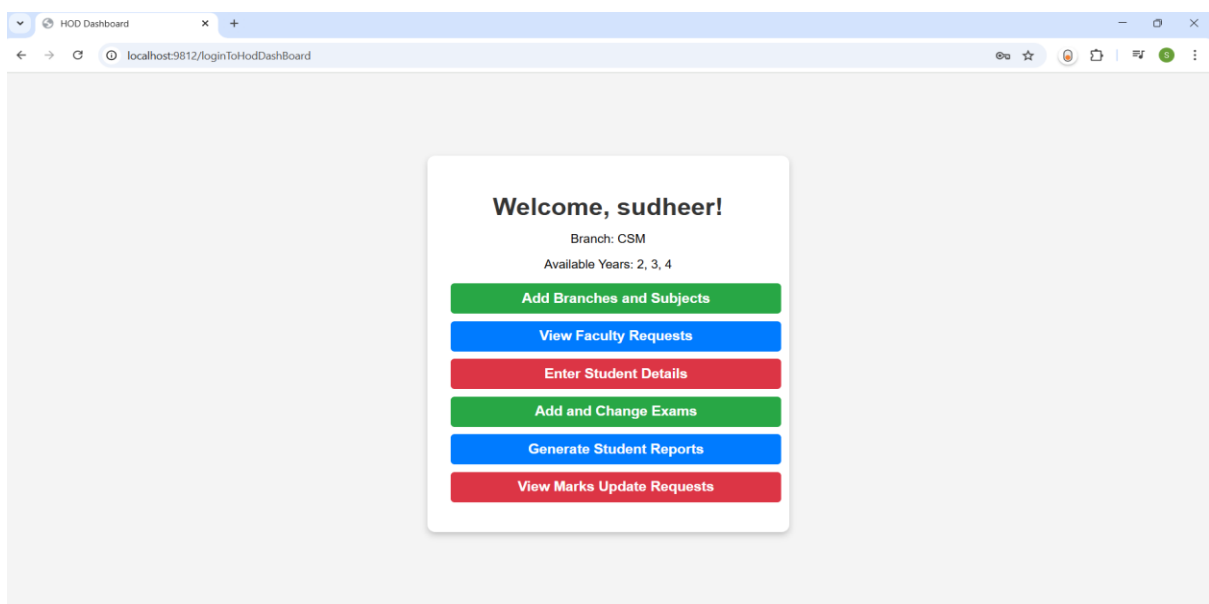 HOD Dashboard
localhost:9812/loginToHodDashBoard
S
Welcome, sudheer!
Branch: CSM
Available Years: 2, 3, 4
Add Branches and Subjects
View Faculty Requests
Enter Student Details
Add and Change Exams
Generate Student Reports
View Marks Update Requests